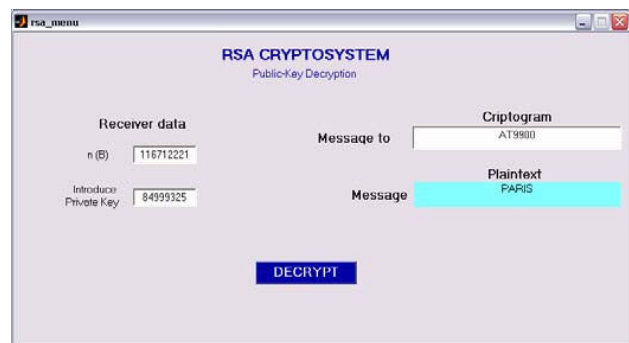 rsa_menu
RSA CRYPTOSYSTEM
Public-Key Decryption
Receiver data
n (B) 116712221
Introduce
Private Key 84999325
Criptogram
Message to AT9900
Plaintext
Message PARIS
DECRYPT